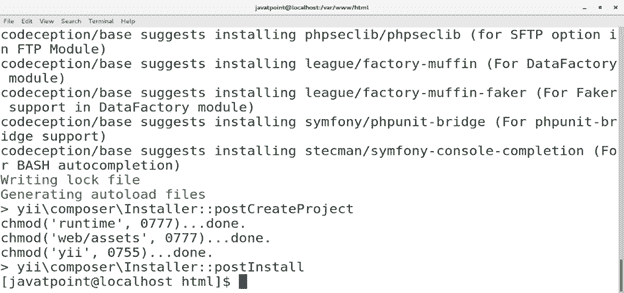 javatpoint@localhost:/var/www/html
File Edit View Search Terminal Help
codeception/base suggests installing phpseclib/phpseclib (for SFTP option i
n FTP Module)
codeception/base suggests installing league/factory-muffin (For DataFactory
 module)
codeception/base suggests installing league/factory-muffin-faker (For Faker
 support in DataFactory module)
codeception/base suggests installing symfony/phpunit-bridge (For phpunit-br
idge support)
codeception/base suggests installing stecman/symfony-console-completion (Fo
r BASH autocompletion)
Writing lock file
Generating autoload files
> yii\composer\Installer::postCreateProject
chmod('runtime', 0777)...done.
chmod('web/assets', 0777)...done.
chmod('yii', 0755)...done.
> yii\composer\Installer::postInstall
[javatpoint@localhost html]$